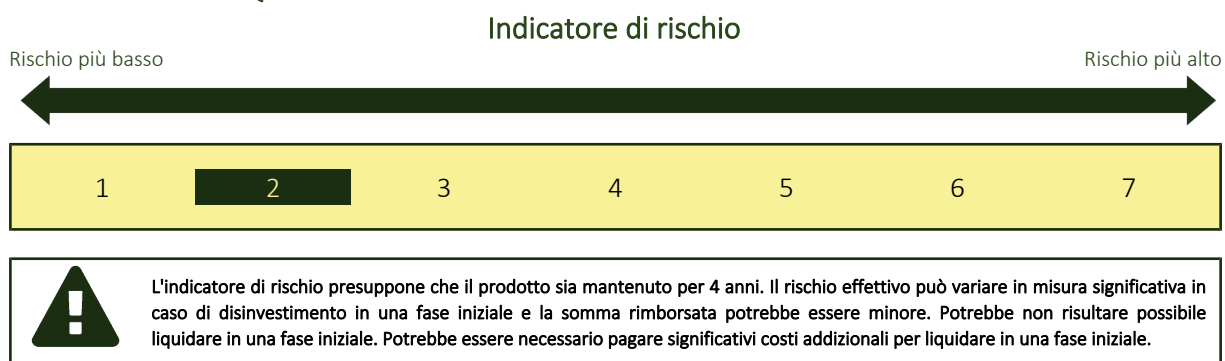 Indicatore di rischio
Rischio più basso
Rischio più alto
1 2 3 4 5 6 7
L'indicatore di rischio presuppone che il prodotto sia mantenuto per 4 anni. Il rischio effettivo può variare in misura significativa in
caso di disinvestimento in una fase iniziale e la somma rimborsata potrebbe essere minore. Potrebbe non risultare possibile
liquidare in una fase iniziale. Potrebbe essere necessario pagare significativi costi addizionali per liquidare in una fase iniziale.